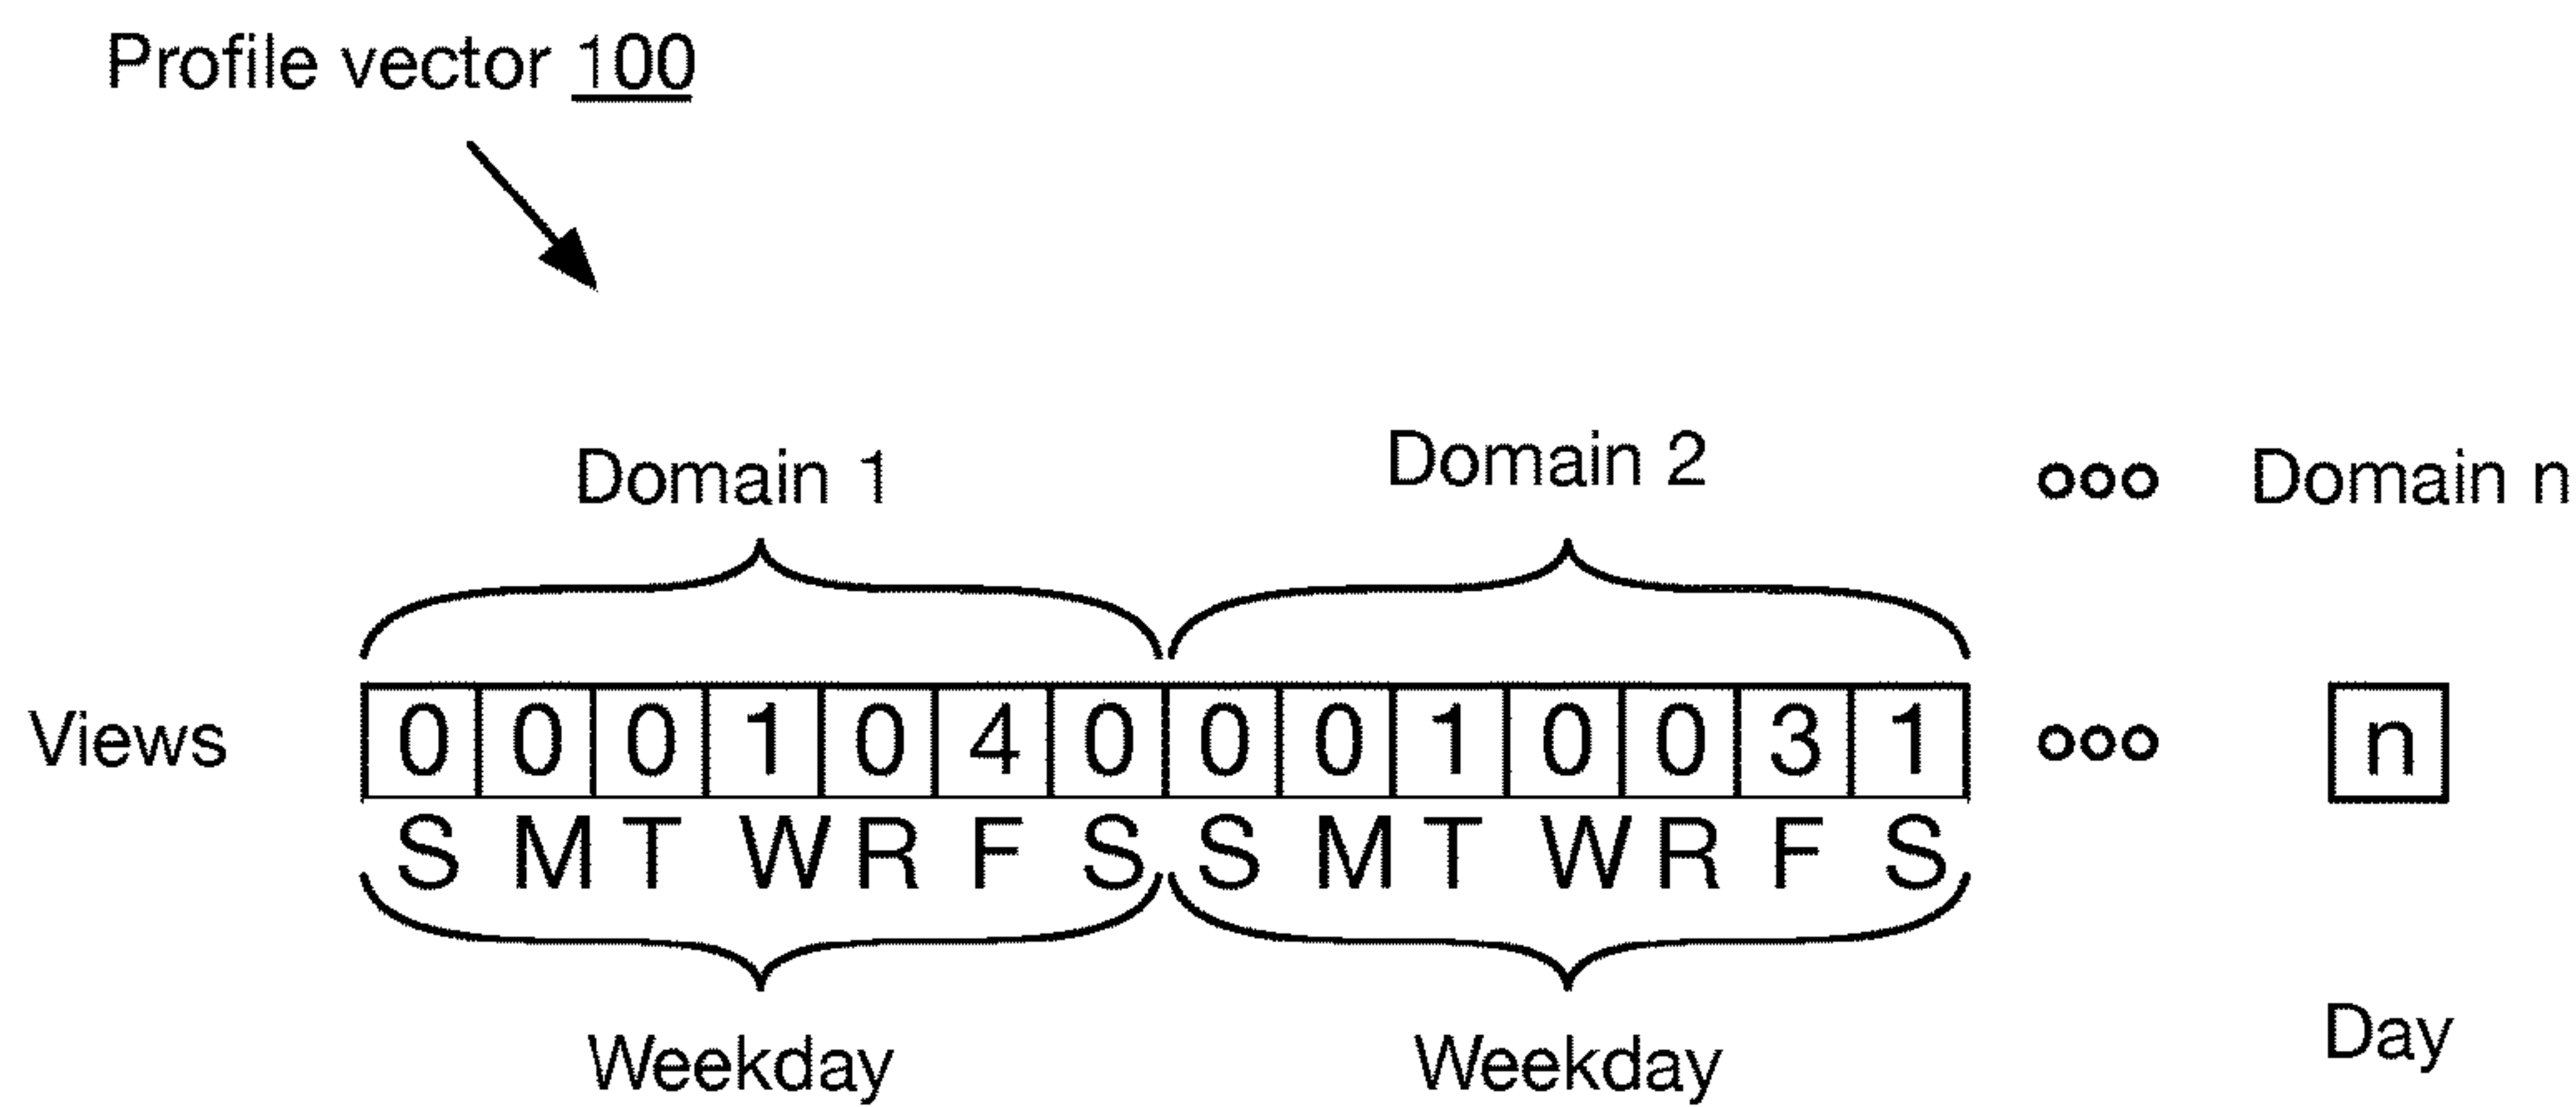 Profile vector 100
Domain 1 Domain 2 ooo Domain n
Views 0 0 0 1 0 4 0 0 0 1 0 0 3 1 ooo n
S M T W R F S S M T W R F S
Weekday Weekday Day